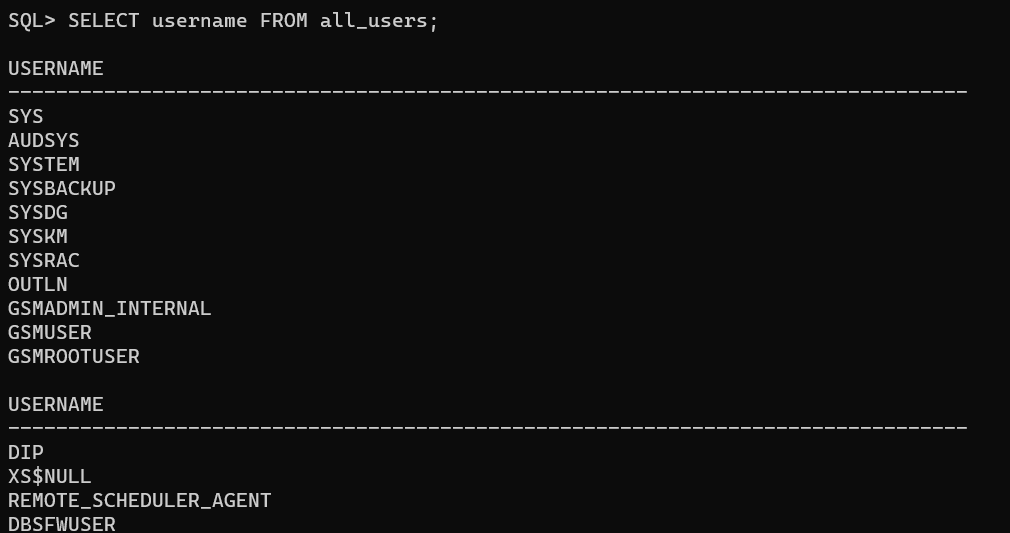 SQL> SELECT username FROM all_users;
USERNAME
--------------------------------------------------------------------------------
SYS
AUDSYS
SYSTEM
SYSBACKUP
SYSDG
SYSKM
SYSRAC
OUTLN
GSMADMIN_INTERNAL
GSMUSER
GSMROOTUSER
USERNAME
--------------------------------------------------------------------------------
DIP
XS$NULL
REMOTE_SCHEDULER_AGENT
DBSFWUSER